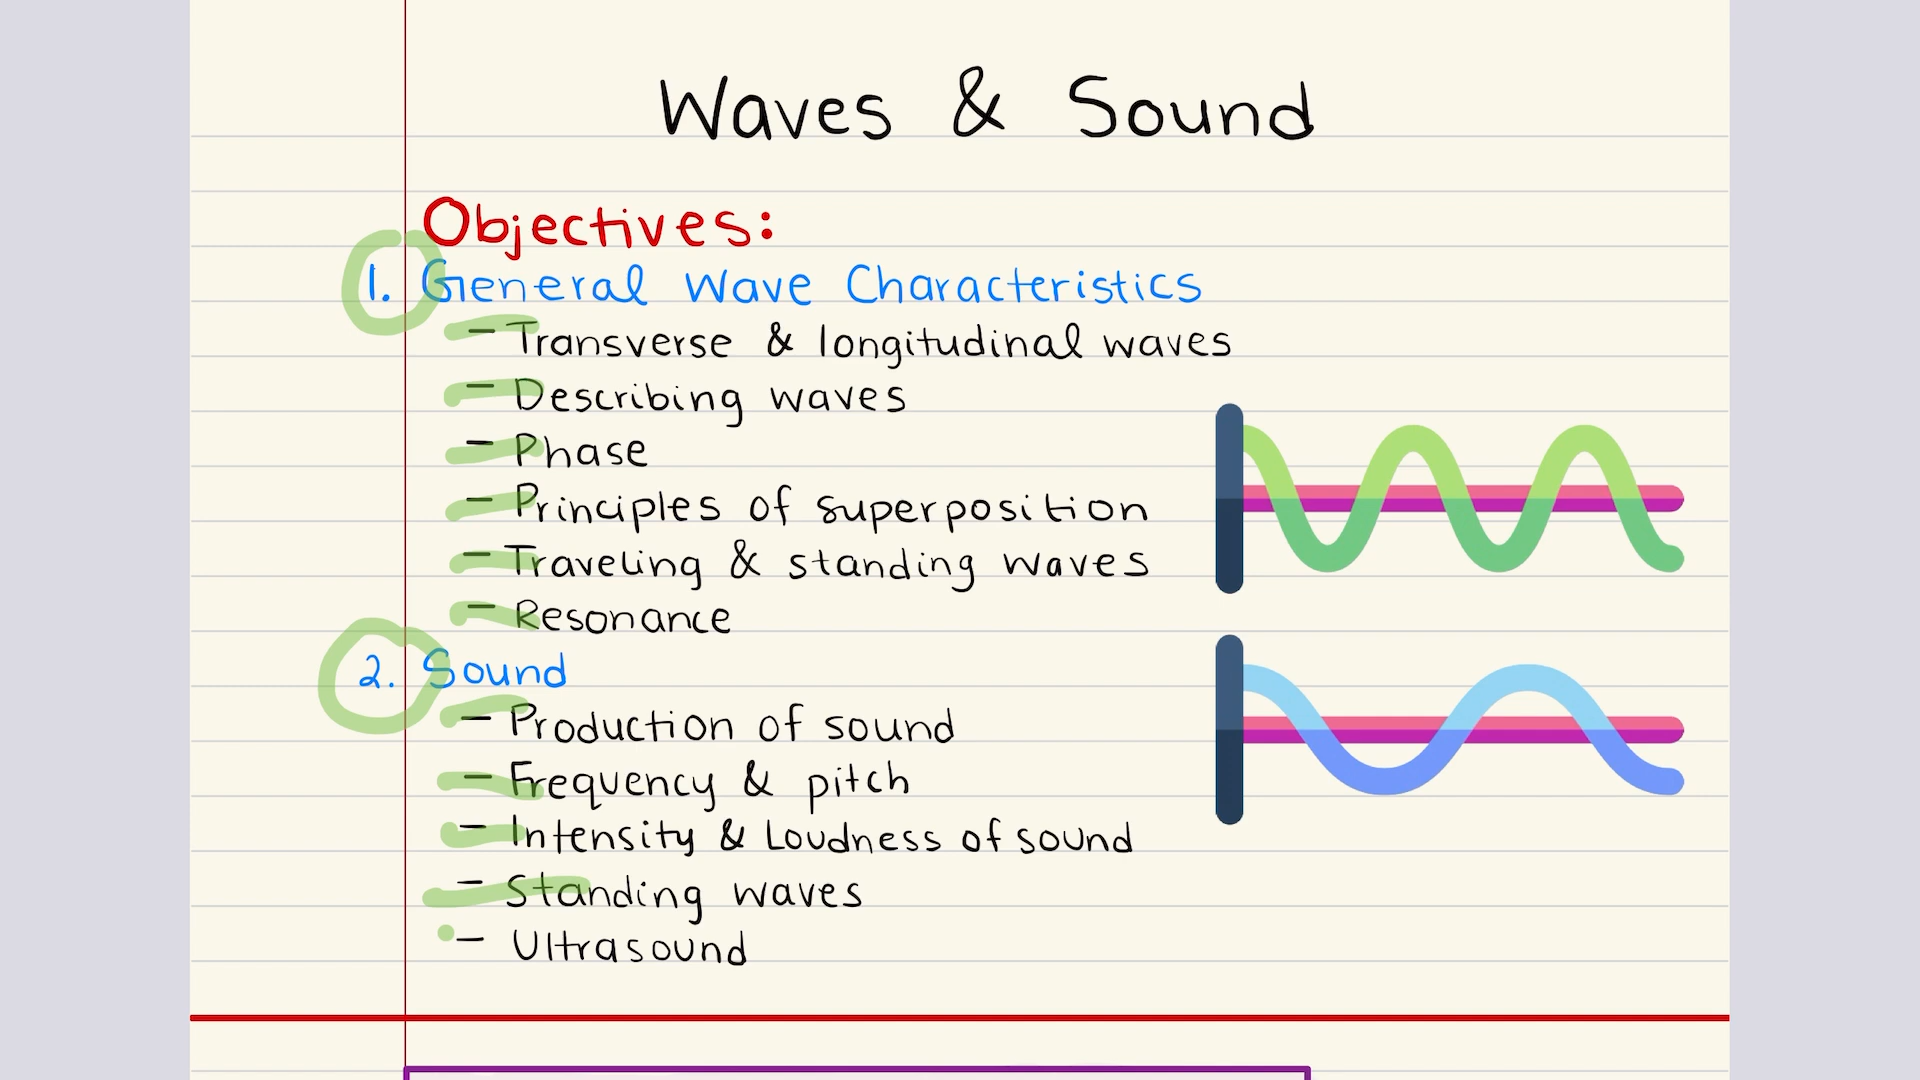 Waves & Sound
Objectives:
1. General Wave Characteristics
- Transverse & longitudinal waves
- Describing waves
- Phase
- Principles of superposition
- Traveling & standing waves
- Resonance
2. Sound
- Production of sound
- Frequency & pitch
- Intensity & Loudness of sound
- Standing waves
- Ultrasound